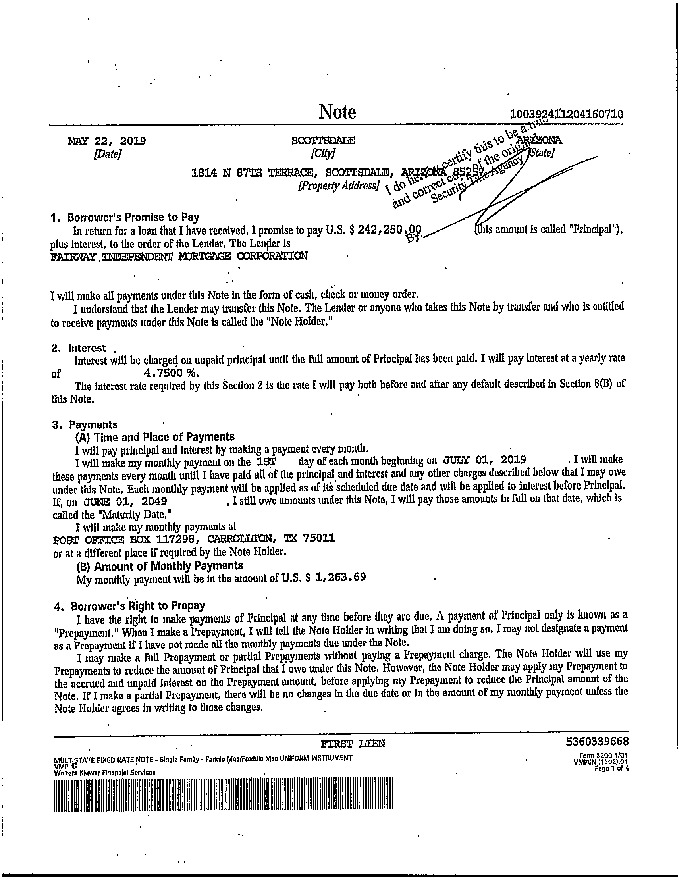 Note
100392411204160710
MAY 22, 2019 SCOTTSDALE ARIZONA
[Date] [City] [State]
1814 N 87TH TERRACE, SCOTTSDALE, ARIZONA
[Property Address]
I do hereby certify this to be a true
and correct copy of the original
Security Title Agency
By
1. Borrower's Promise to Pay
In return for a loan that I have received, I promise to pay U.S. $ 242,250.00 (this amount is called "Principal"),
plus interest, to the order of the Lender. The Lender is
FAIRWAY INDEPENDENT MORTGAGE CORPORATION
I will make all payments under this Note in the form of cash, check or money order.
I understand that the Lender may transfer this Note. The Lender or anyone who takes this Note by transfer and who is entitled
to receive payments under this Note is called the "Note Holder."
2. Interest
Interest will be charged on unpaid principal until the full amount of Principal has been paid. I will pay interest at a yearly rate
of 4.7500 %.
The interest rate required by this Section 2 is the rate I will pay both before and after any default described in Section 6(B) of
this Note.
3. Payments
(A) Time and Place of Payments
I will pay principal and interest by making a payment every month.
I will make my monthly payment on the 1ST day of each month beginning on JULY 01, 2019 . I will make
these payments every month until I have paid all of the principal and interest and any other charges described below that I may owe
under this Note. Each monthly payment will be applied as of its scheduled due date and will be applied to interest before Principal.
If, on JUNE 01, 2049 , I still owe amounts under this Note, I will pay those amounts in full on that date, which is
called the "Maturity Date."
I will make my monthly payments at
POST OFFICE BOX 117298, CARROLLTON, TX 75011
or at a different place if required by the Note Holder.
(B) Amount of Monthly Payments
My monthly payment will be in the amount of U.S. $ 1,263.69
4. Borrower's Right to Prepay
I have the right to make payments of Principal at any time before they are due. A payment of Principal only is known as a
"Prepayment." When I make a Prepayment, I will tell the Note Holder in writing that I am doing so. I may not designate a payment
as a Prepayment if I have not made all the monthly payments due under the Note.
I may make a full Prepayment or partial Prepayments without paying a Prepayment charge. The Note Holder will use my
Prepayments to reduce the amount of Principal that I owe under this Note. However, the Note Holder may apply my Prepayment to
the accrued and unpaid interest on the Prepayment amount, before applying my Prepayment to reduce the Principal amount of the
Note. If I make a partial Prepayment, there will be no changes in the due date or in the amount of my monthly payment unless the
Note Holder agrees in writing to those changes.
FIRST LIEN 5360339668
MULTISTATE FIXED RATE NOTE - Single Family - Fannie Mae/Freddie Mac UNIFORM INSTRUMENT
Form 3200 1/01
VMP ®
Wolters Kluwer Financial Services
Page 1 of 4